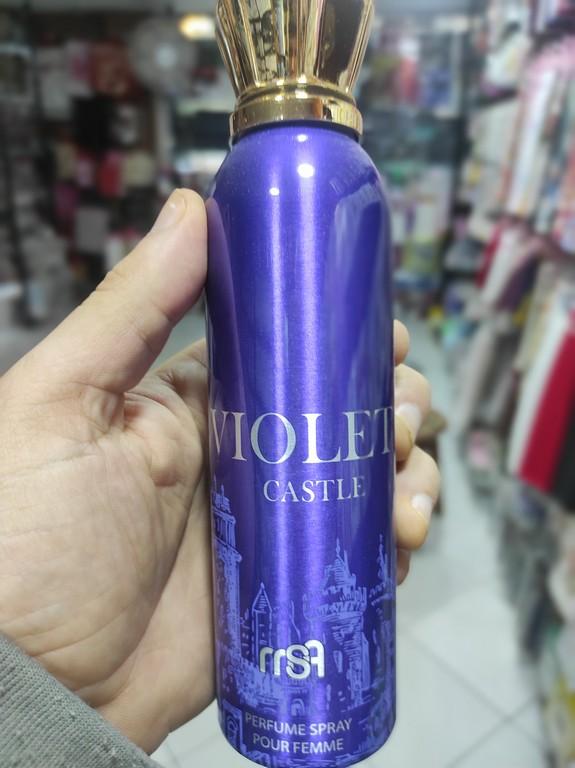 VIOLET
CASTLE
rrsa
PERFUME SPRAY
POUR FEMME